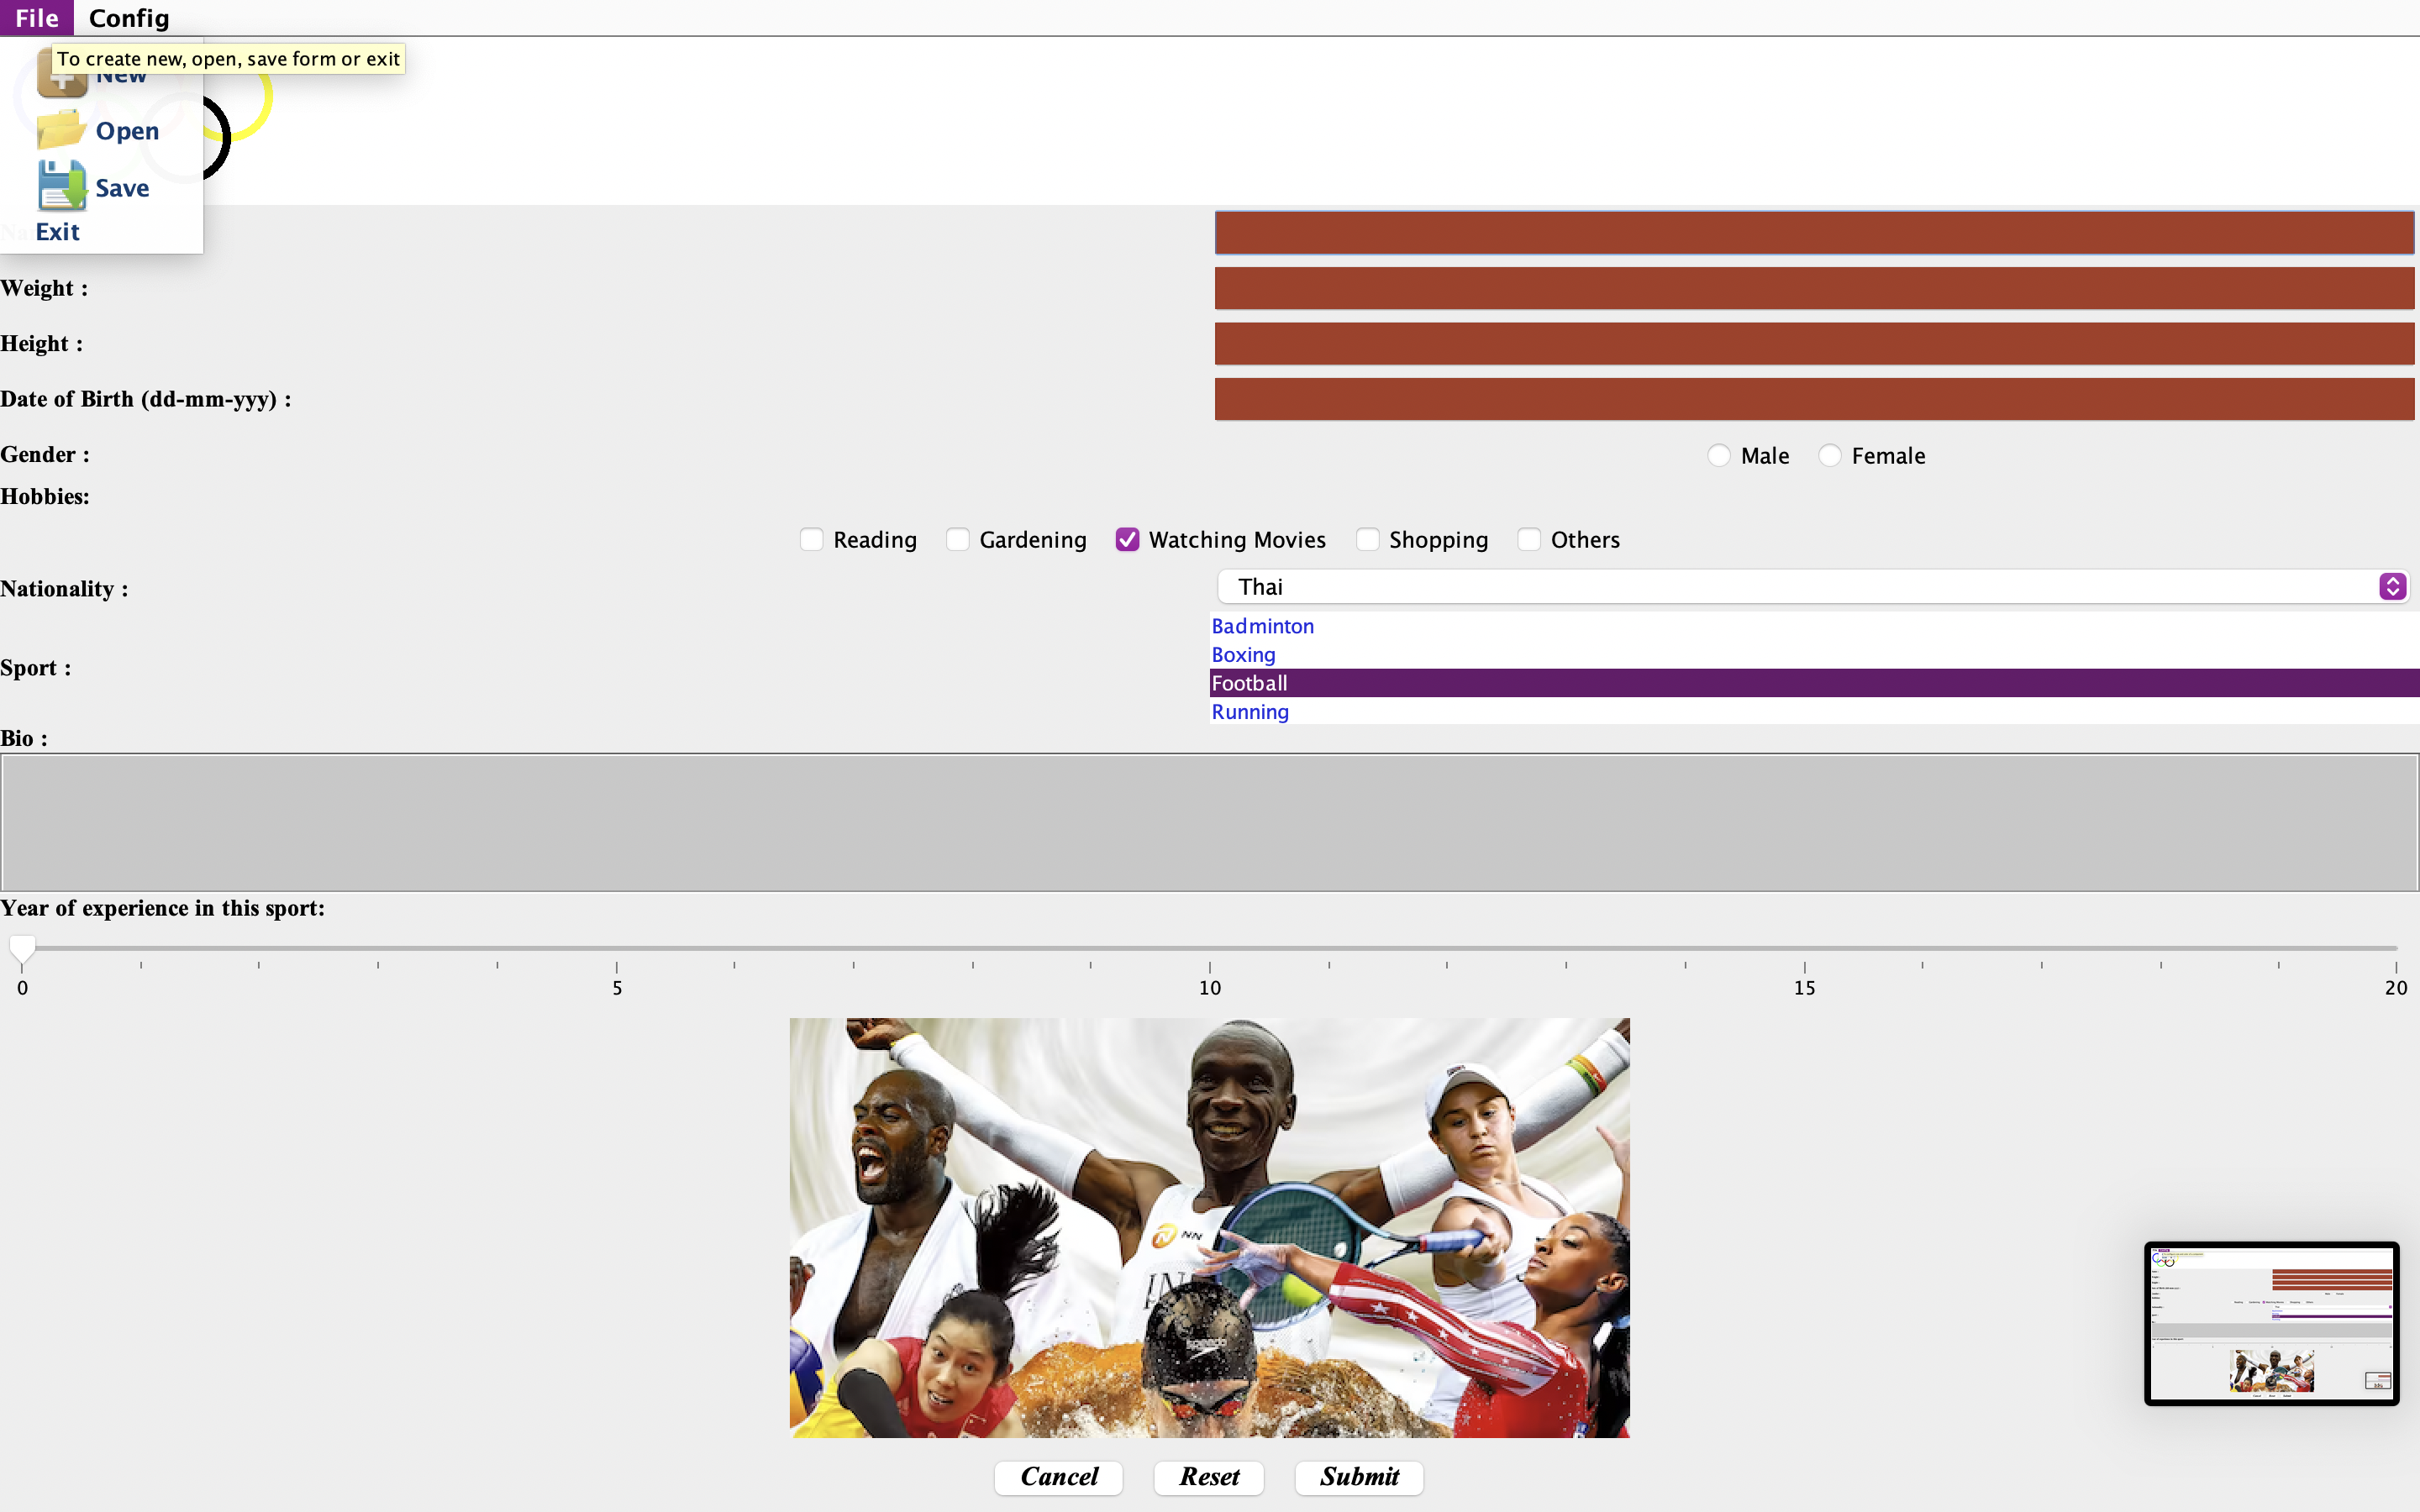 File Config
To create new, open, save form or exit
New
Open
Save
Exit
Weight :
Height :
Date of Birth (dd-mm-yyy) :
Gender : Male Female
Hobbies:
Reading Gardening Watching Movies Shopping Others
Nationality : Thai
Badminton
Boxing
Sport :
Football
Running
Bio :
Year of experience in this sport:
0 5 10 15 20
NN
speedo
Cancel Reset Submit